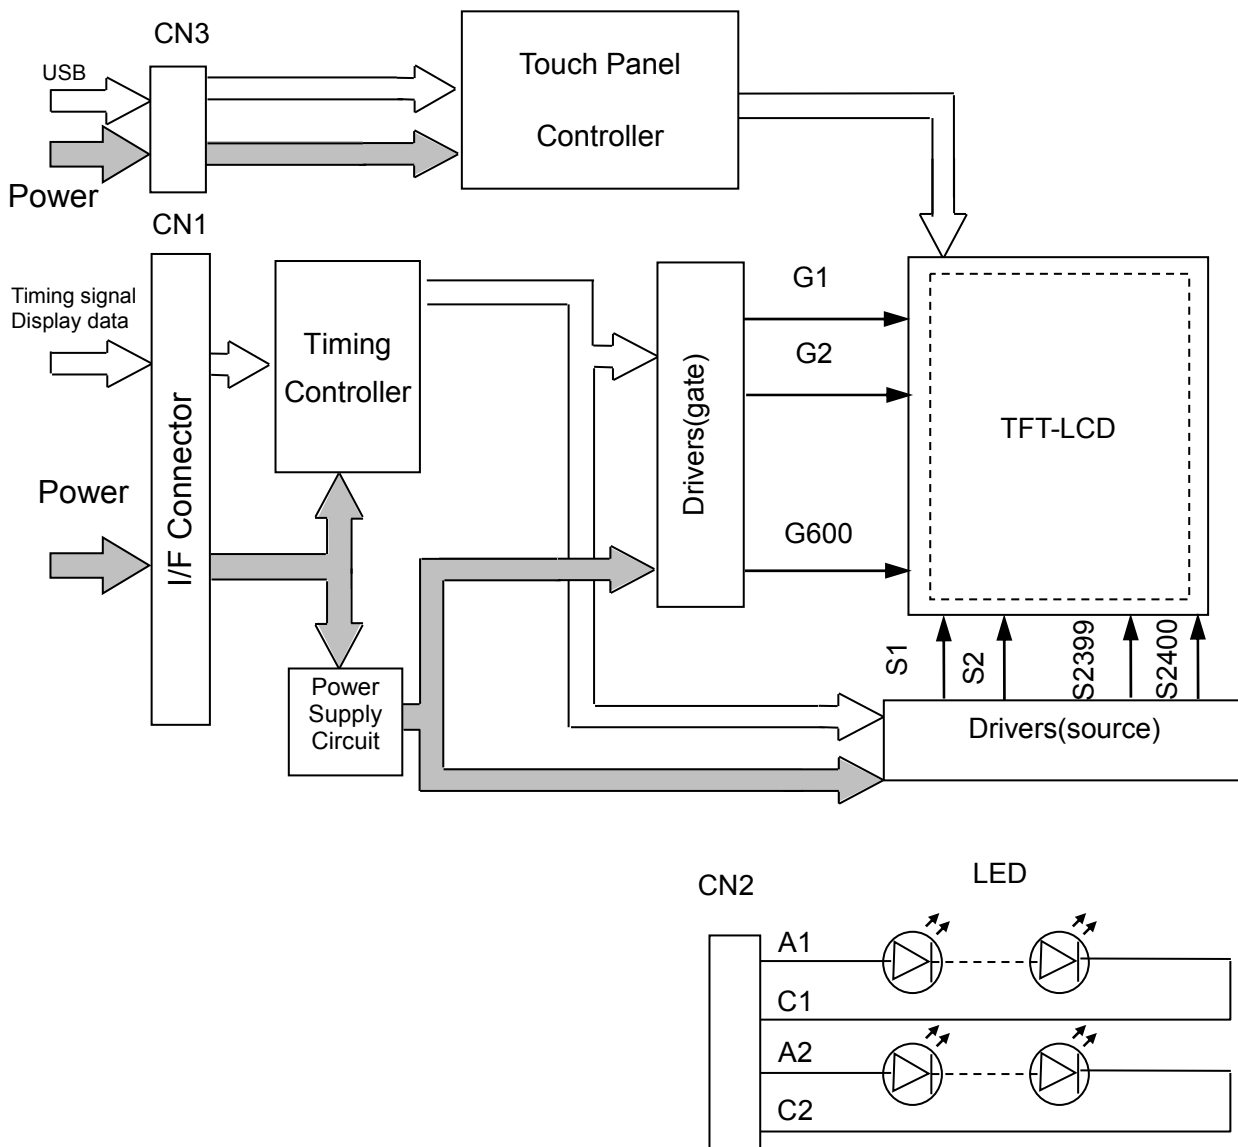 CN3
USB
Power
Touch Panel
Controller
CN1
Timing signal
Display data
Power
I/F Connector
Timing
Controller
Power
Supply
Circuit
Drivers(gate)
G1
G2
G600
TFT-LCD
S1
S2
S2399
S2400
Drivers(source)
CN2
LED
A1
C1
A2
C2